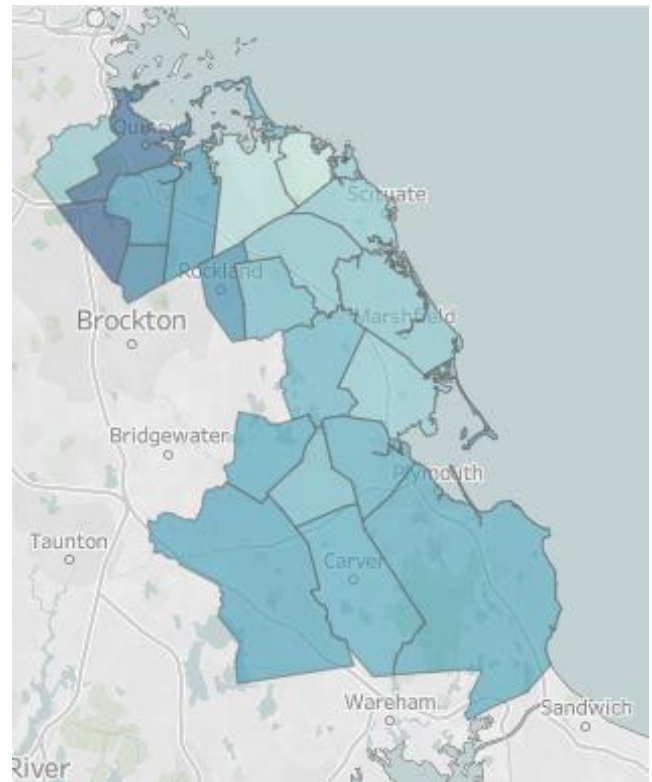 Quincy
Scituate
Rockland
Brockton
Marshfield
Bridgewater
Plymouth
Taunton
Carver
Wareham
Sandwich
River